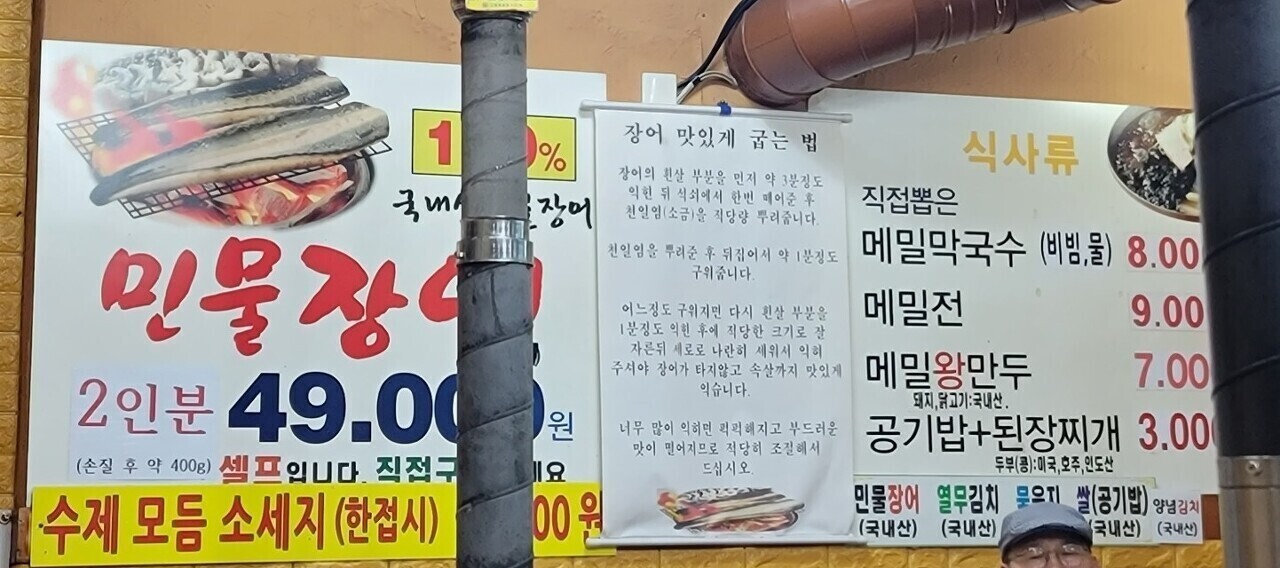 국내
장어
민물장
2인분
49.0
원
(손질 후 약 400g)
셀프입니다. 직접구
요
수제 모듬 소세지(한접시)
00 원
장어 맛있게 굽는 법
장어의 흰살 부분을 먼저 약 3분정도
익힌 뒤 석쇠에서 한번 떼어준 후
천일염(소금)을 적당량 뿌려줍니다.
천일염을 뿌려준 후 뒤집어서 약 1분정도
구워줍니다.
어느정도 구워지면 다시 흰살 부분을
1분정도 익힌 후에 적당한 크기로 잘
자른뒤 세로로 나란히 세워서 익혀
주셔야 장어가 타지않고 속살까지 맛있게
익습니다.
너무 많이 익히면 퍽퍽해지고 부드러운
맛이 떨어지므로 적당히 조절해서
드십시오.
식사류
직접뽑은
메밀막국수 (비빔,물) 8.00
메밀전 9.00
메밀왕만두 7.00
돼지,닭고기:국내산.
공기밥+된장찌개 3.00
두부(콩):미국,호주,인도산
민물장어 열무김치 묵은지 쌀(공기밥) 양념김치
(국내산) (국내산) (국내산) (국내산)